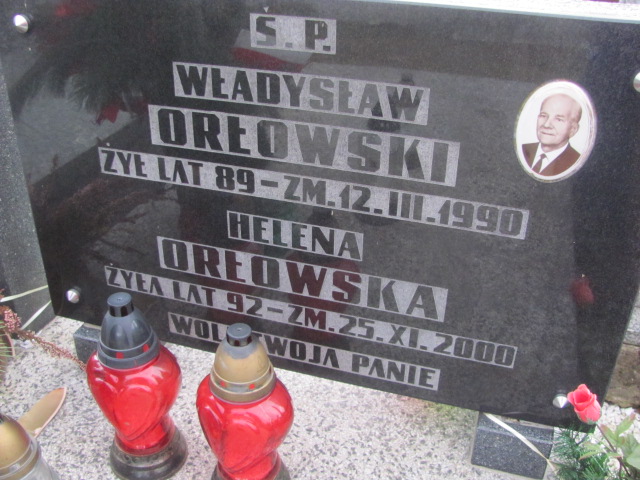 Ś. P.
WŁADYSŁAW
ORŁOWSKI
ŻYŁ LAT 89 - ZM. 12. III. 1990
HELENA
ORŁOWSKA
ŻYŁA LAT 92 - ZM. 25. XI. 2000
PANIE